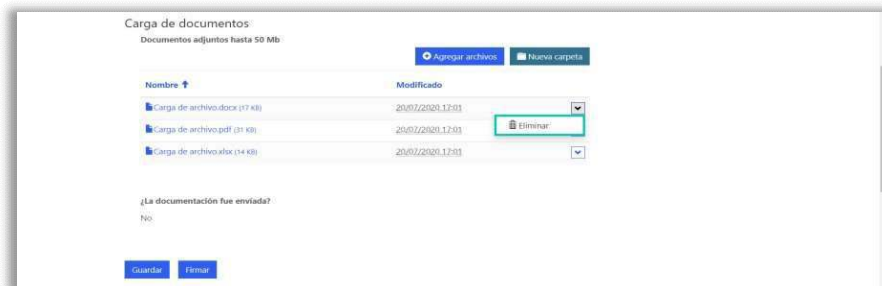 Carga de documentos
Documentos adjuntos hasta 50 Mb
Agregar archivos Nueva carpeta
Nombre Modificado
Carga de archivo.docx (17 KB) 20/07/2020 17:01
Eliminar
Carga de archivo.pdf (31 KB) 20/07/2020 17:01
Carga de archivo.xlsx (14 KB) 20/07/2020 17:01
¿La documentación fue enviada?
No
Guardar Firmar